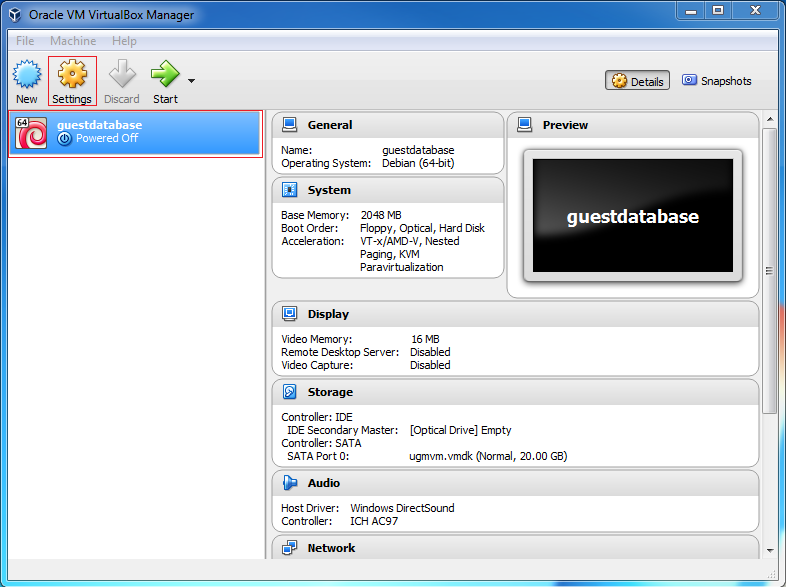 Oracle VM VirtualBox Manager
File Machine Help
New Settings Discard Start
Details Snapshots
64
guestdatabase
Powered Off
General
Name: guestdatabase
Operating System: Debian (64-bit)
System
Base Memory: 2048 MB
Boot Order: Floppy, Optical, Hard Disk
Acceleration: VT-x/AMD-V, Nested
Paging, KVM
Paravirtualization
Preview
guestdatabase
Display
Video Memory: 16 MB
Remote Desktop Server: Disabled
Video Capture: Disabled
Storage
Controller: IDE
IDE Secondary Master: [Optical Drive] Empty
Controller: SATA
SATA Port 0: ugmvm.vmdk (Normal, 20.00 GB)
Audio
Host Driver: Windows DirectSound
Controller: ICH AC97
Network